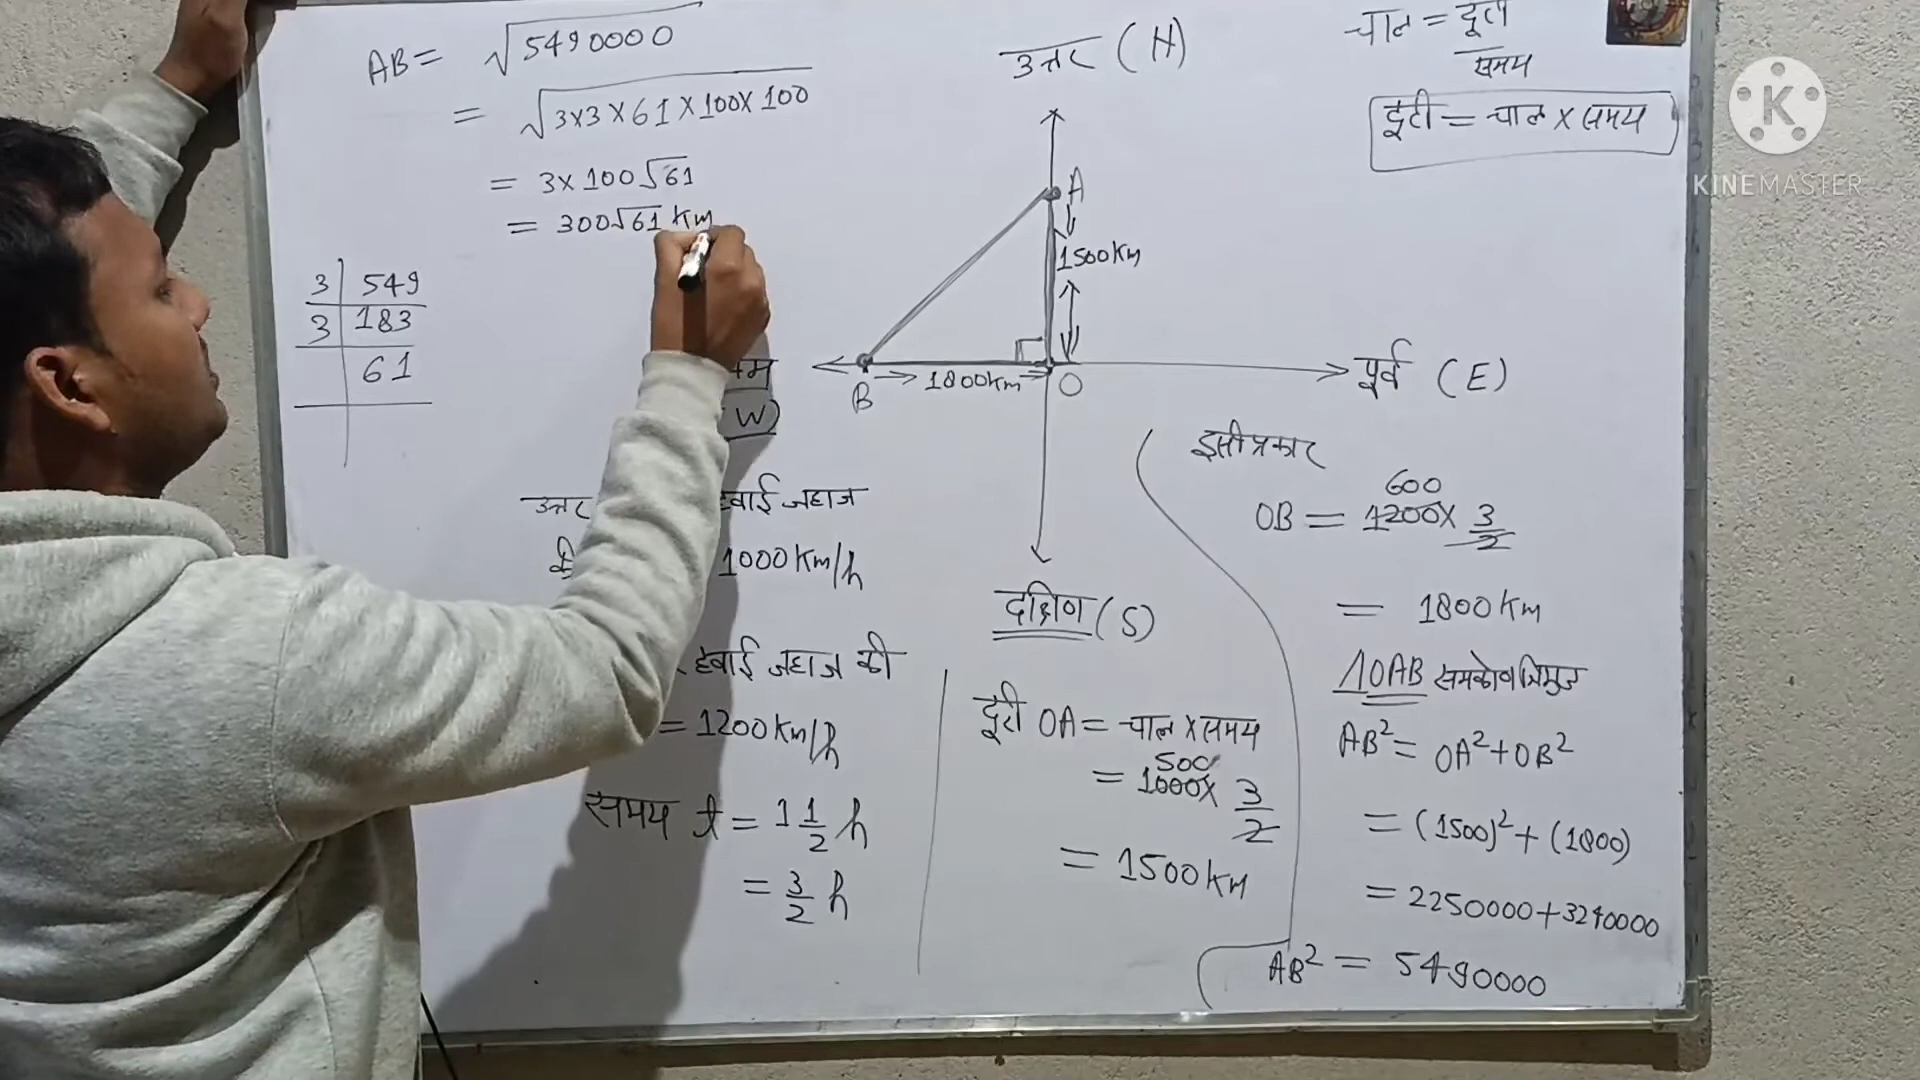 AB = √5490000
= √3×3×61×100×100
= 3×100√61
= 300√61 Km
3 | 549
3 | 183
61
उत्तर (H)
चाल = दूरी
समय
दूरी = चाल × समय
KINEMASTER
A
1500Km
B
1800Km
O
W)
पूर्व (E)
दक्षिण (S)
उत्तर
हवाई जहाज
की
1000 Km/h
हवाई जहाज की
= 1200 Km/h
समय t = 1 1/2 h
= 3/2 h
दूरी OA = चाल × समय
500
= 1000 × 3/2
= 1500 Km
इसी प्रकार
600
OB = 1200 × 3/2
= 1800 Km
△OAB समकोण त्रिभुज
AB² = OA² + OB²
= (1500)² + (1800)
= 2250000 + 3240000
AB² = 5490000